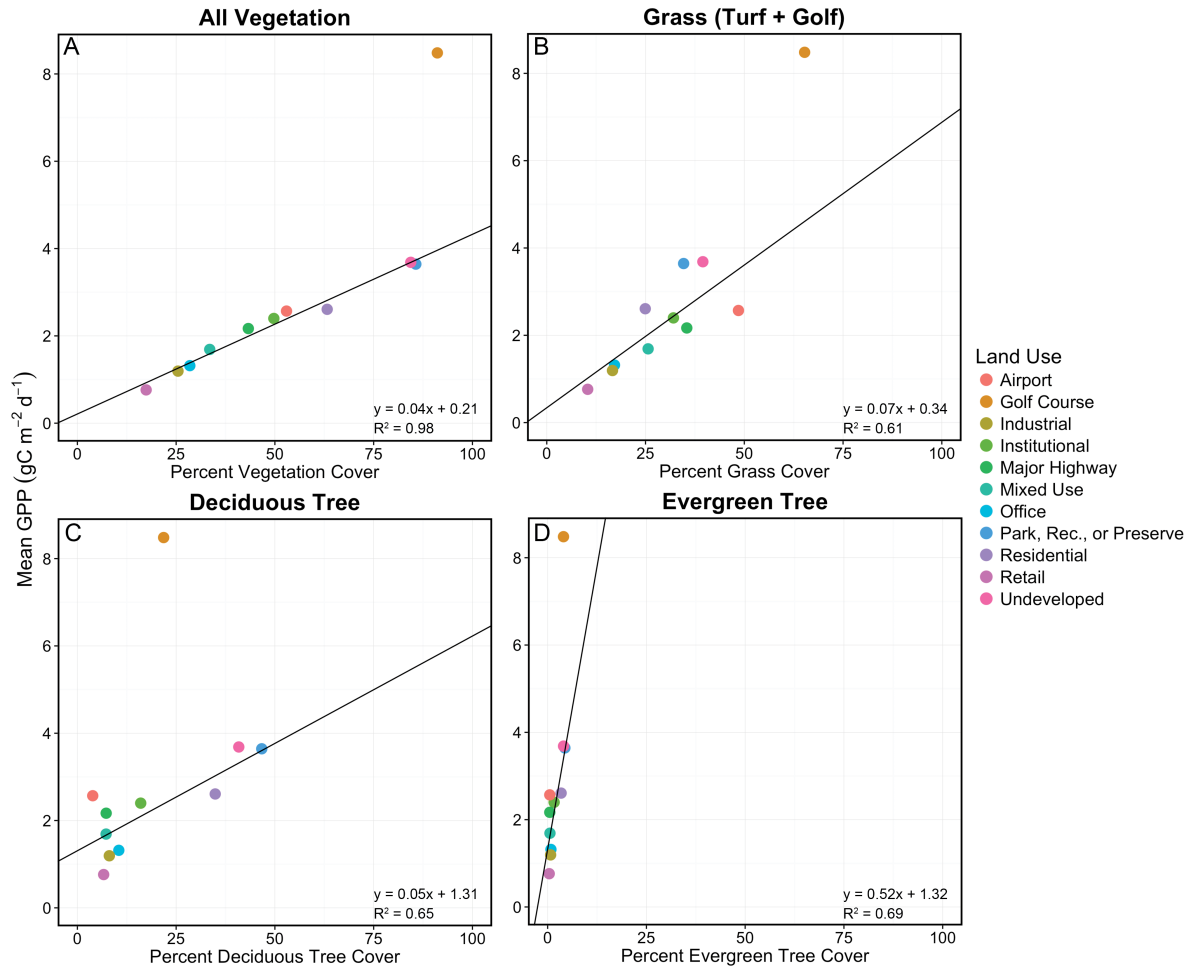 All Vegetation
A
8
6
4
2
0
y = 0.04x + 0.21
R² = 0.98
0 25 50 75 100
Percent Vegetation Cover
Grass (Turf + Golf)
B
8
6
4
2
0
y = 0.07x + 0.34
R² = 0.61
0 25 50 75 100
Percent Grass Cover
Mean GPP (gC m⁻² d⁻¹)
Deciduous Tree
C
8
6
4
2
0
y = 0.05x + 1.31
R² = 0.65
0 25 50 75 100
Percent Deciduous Tree Cover
Evergreen Tree
D
8
6
4
2
0
y = 0.52x + 1.32
R² = 0.69
0 25 50 75 100
Percent Evergreen Tree Cover
Land Use
Airport
Golf Course
Industrial
Institutional
Major Highway
Mixed Use
Office
Park, Rec., or Preserve
Residential
Retail
Undeveloped